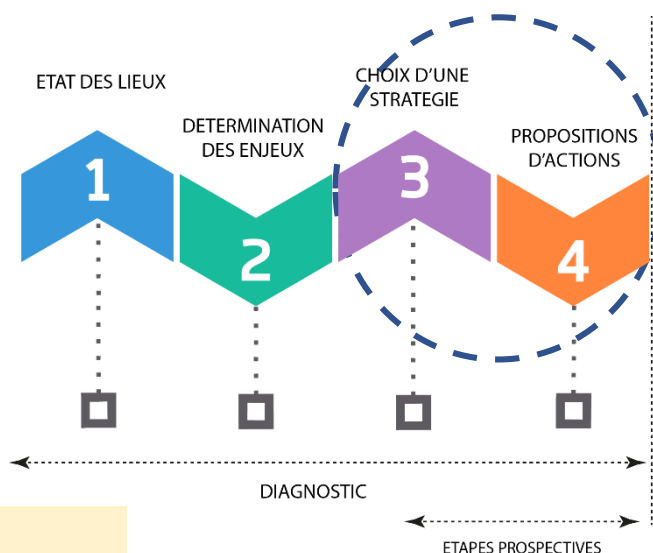 ETAT DES LIEUX
1
DETERMINATION
DES ENJEUX
2
CHOIX D'UNE
STRATEGIE
3
PROPOSITIONS
D'ACTIONS
4
DIAGNOSTIC
ETAPES PROSPECTIVES